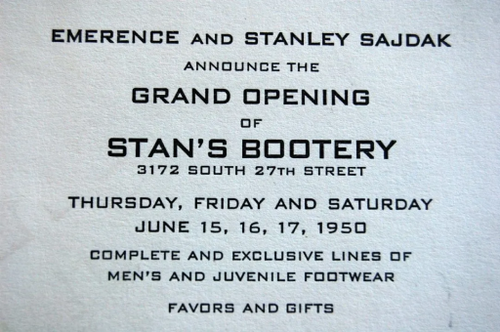 EMERENCE AND STANLEY SAJDAK
ANNOUNCE THE
GRAND OPENING
OF
STAN'S BOOTERY
3172 SOUTH 27TH STREET
THURSDAY, FRIDAY AND SATURDAY
JUNE 15, 16, 17, 1950
COMPLETE AND EXCLUSIVE LINES OF
MEN'S AND JUVENILE FOOTWEAR
FAVORS AND GIFTS